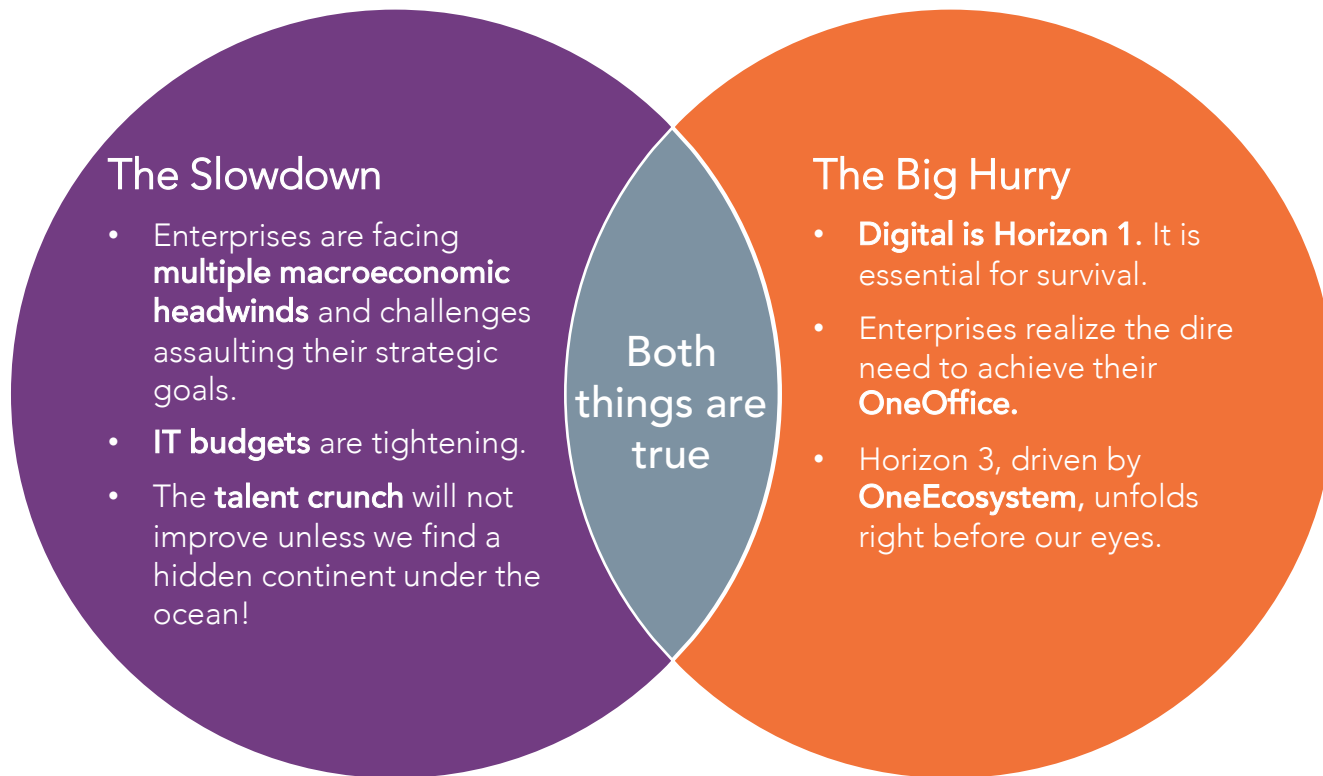 The Slowdown
• Enterprises are facing
multiple macroeconomic
headwinds and challenges
assaulting their strategic
goals.
• IT budgets are tightening.
• The talent crunch will not
improve unless we find a
hidden continent under the
ocean!
Both
things are
true
The Big Hurry
• Digital is Horizon 1. It is
essential for survival.
• Enterprises realize the dire
need to achieve their
OneOffice.
• Horizon 3, driven by
OneEcosystem, unfolds
right before our eyes.